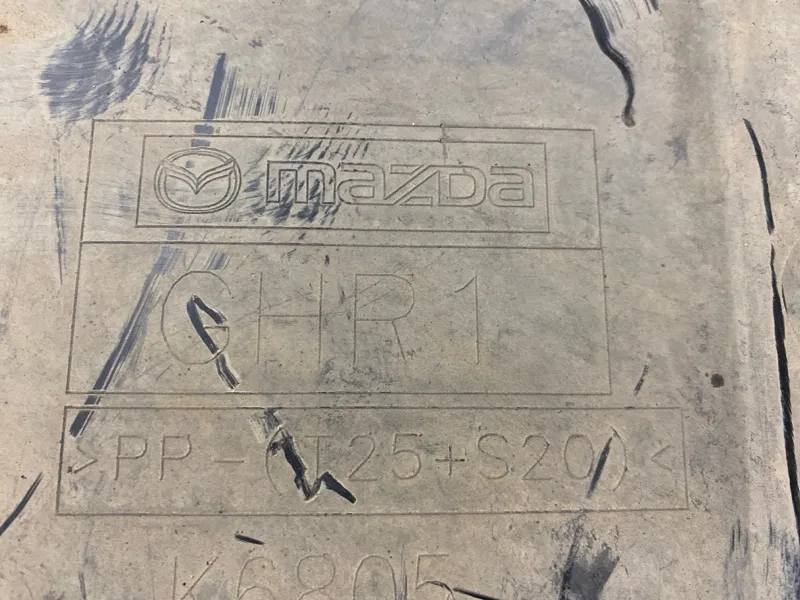 mazda
GHR1
>PP-(T25+S20)<
K6805